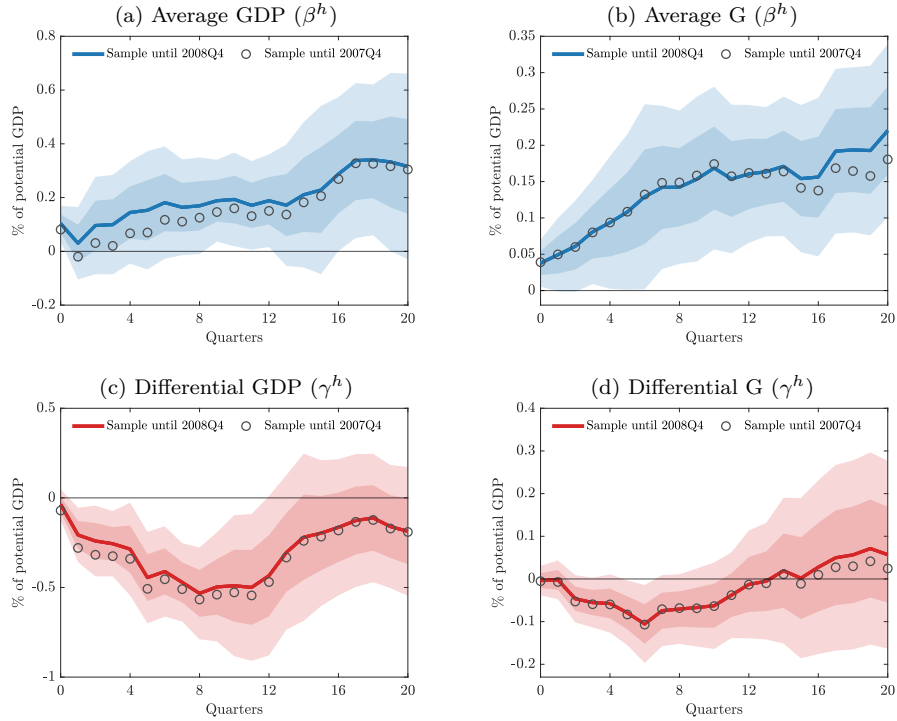 (a) Average GDP (β^h)
0.8
0.6
0.4
0.2
0
-0.2
% of potential GDP
Sample until 2008Q4
Sample until 2007Q4
0 4 8 12 16 20
Quarters
(b) Average G (β^h)
0.35
0.3
0.25
0.2
0.15
0.1
0.05
0
% of potential GDP
Sample until 2008Q4
Sample until 2007Q4
0 4 8 12 16 20
Quarters
(c) Differential GDP (γ^h)
0.5
0
-0.5
-1
% of potential GDP
Sample until 2008Q4
Sample until 2007Q4
0 4 8 12 16 20
Quarters
(d) Differential G (γ^h)
0.4
0.3
0.2
0.1
0
-0.1
-0.2
% of potential GDP
Sample until 2008Q4
Sample until 2007Q4
0 4 8 12 16 20
Quarters